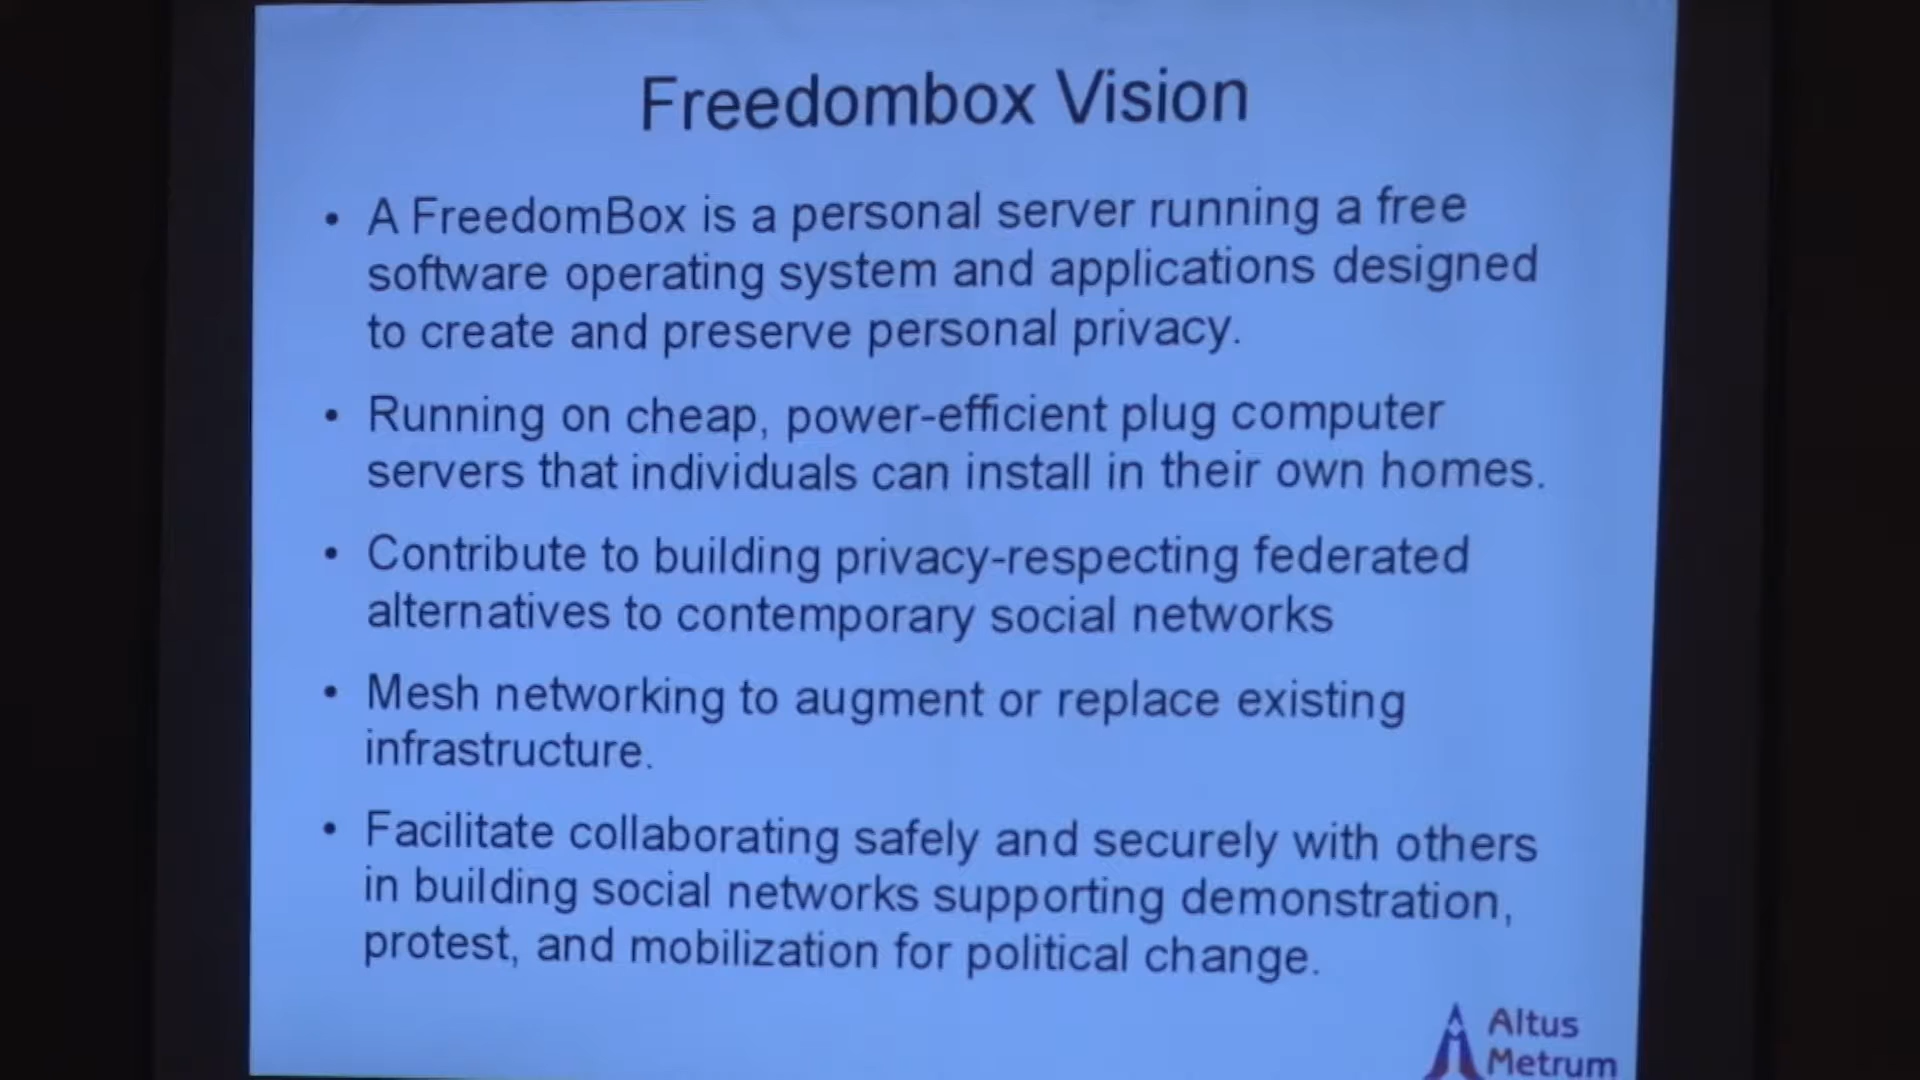 Freedombox Vision
• A FreedomBox is a personal server running a free
software operating system and applications designed
to create and preserve personal privacy.
• Running on cheap, power-efficient plug computer
servers that individuals can install in their own homes.
• Contribute to building privacy-respecting federated
alternatives to contemporary social networks
• Mesh networking to augment or replace existing
infrastructure.
• Facilitate collaborating safely and securely with others
in building social networks supporting demonstration,
protest, and mobilization for political change.
Altus
Metrum